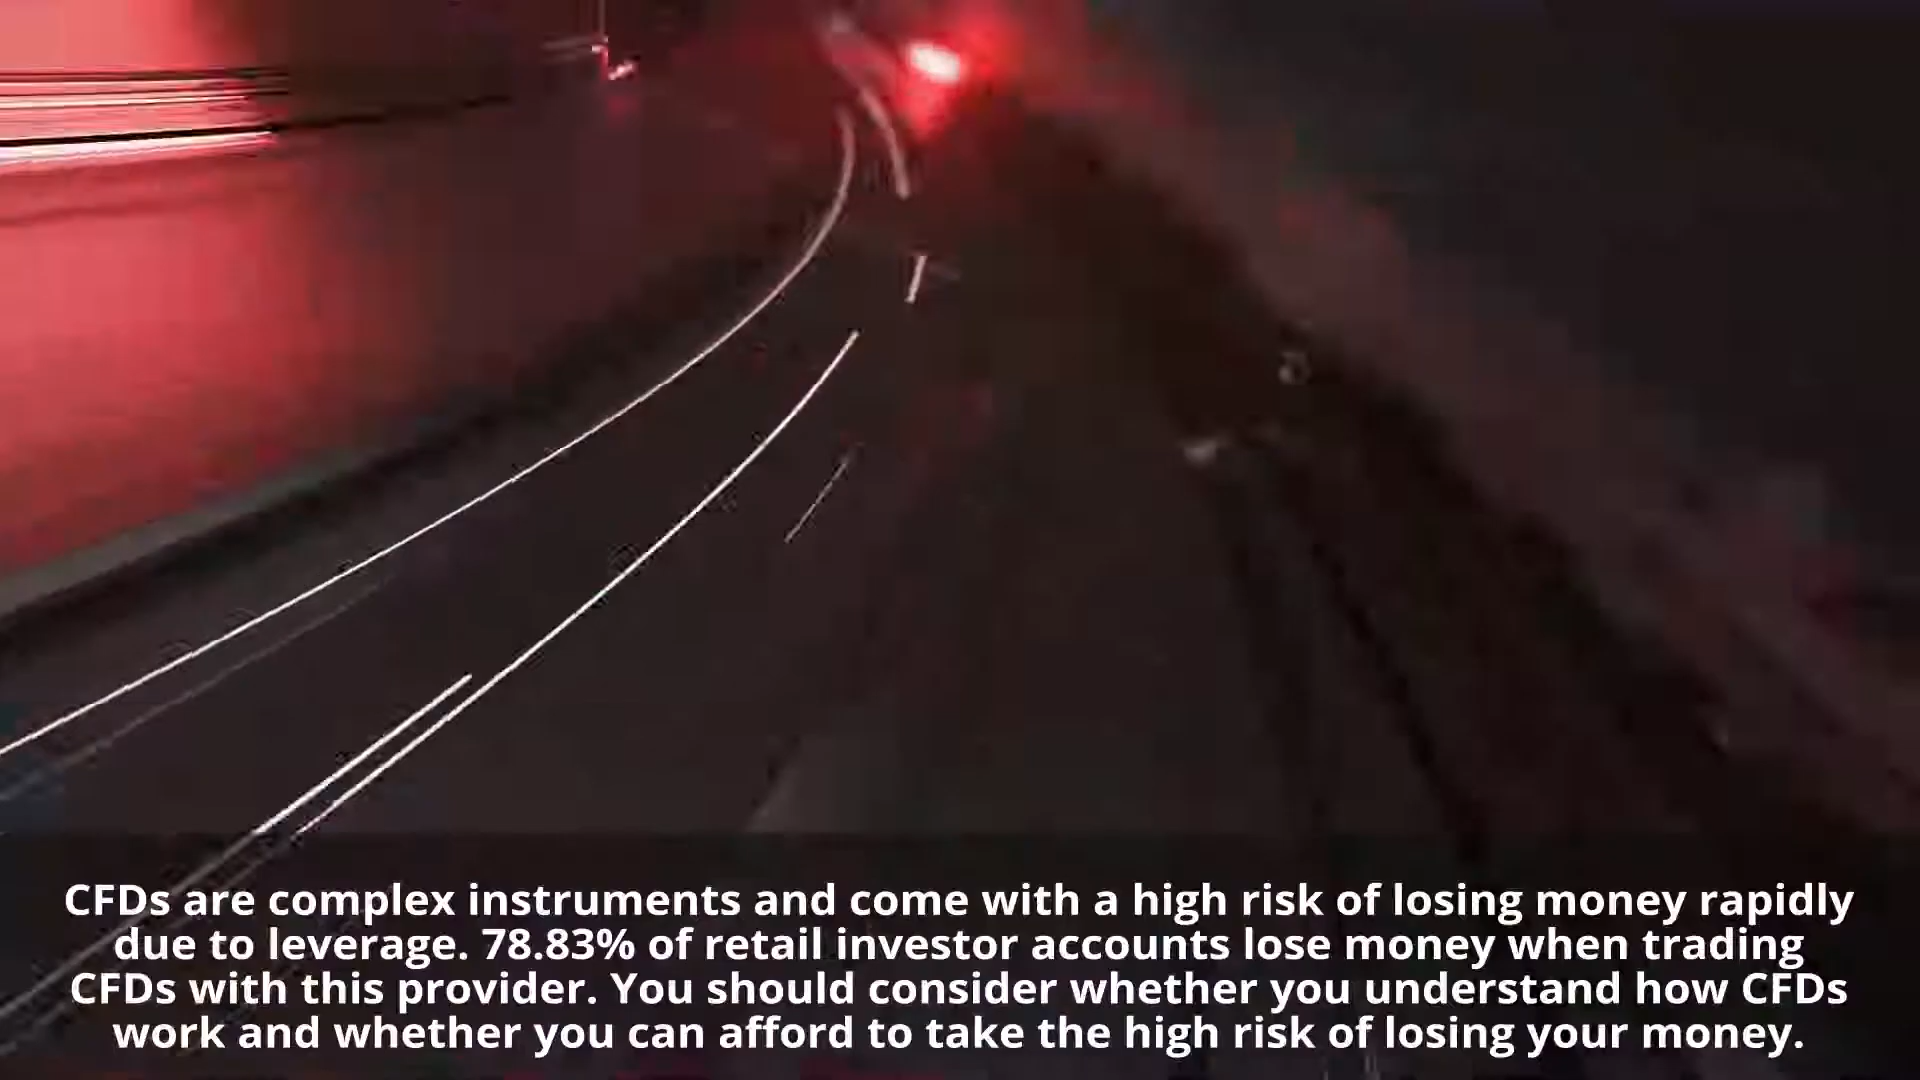 CFDs are complex instruments and come with a high risk of losing money rapidly
due to leverage. 78.83% of retail investor accounts lose money when trading
CFDs with this provider. You should consider whether you understand how CFDs
work and whether you can afford to take the high risk of losing your money.